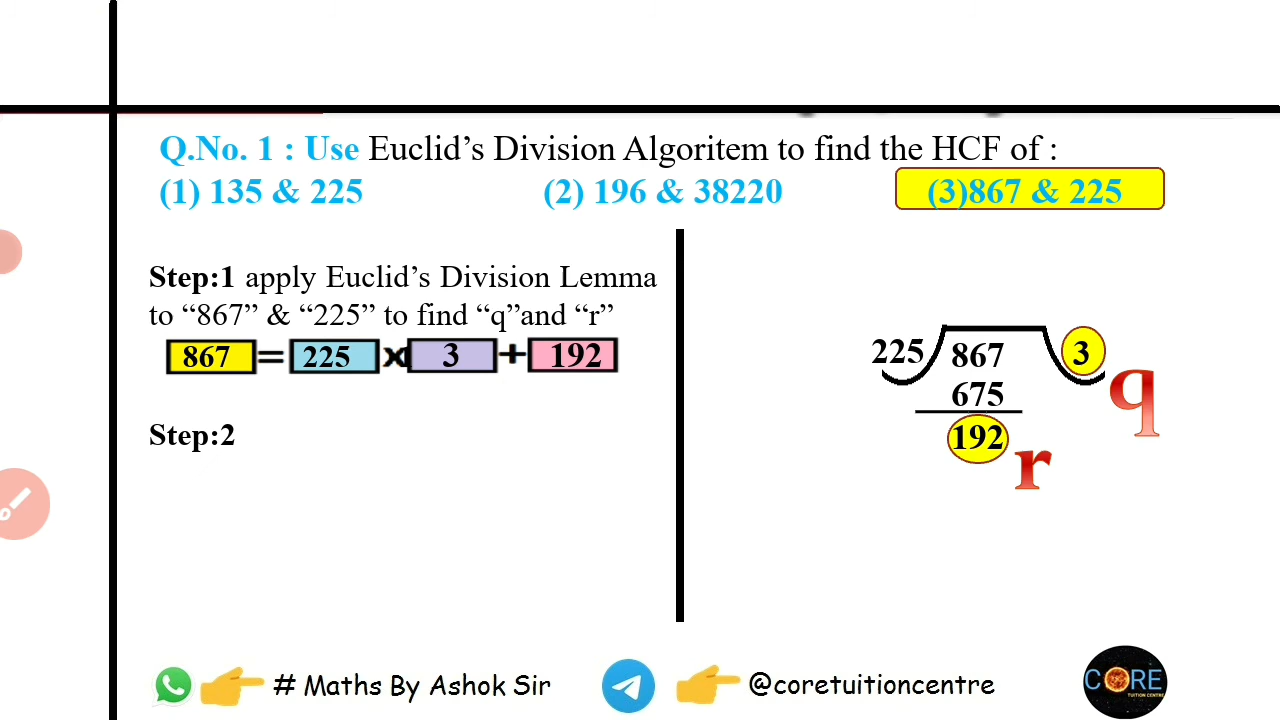 Q.No. 1 : Use Euclid’s Division Algoritem to find the HCF of :
(1) 135 & 225 (2) 196 & 38220 (3)867 & 225
Step:1 apply Euclid’s Division Lemma
to “867” & “225” to find “q”and “r”
867 = 225 x 3 + 192
Step:2
225 867 3
q
675
192
r
# Maths By Ashok Sir
@coretuitioncentre
CORE
TUITION CENTRE